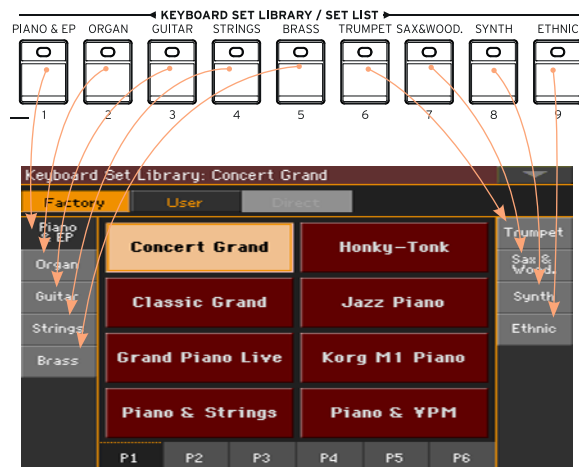 KEYBOARD SET LIBRARY / SET LIST
PIANO & EP ORGAN GUITAR STRINGS BRASS TRUMPET SAX&WOOD. SYNTH ETHNIC
1 2 3 4 5 6 7 8 9
Keyboard Set Library: Concert Grand
Factory User Direct
Piano & EP
Organ
Guitar
Strings
Brass
Concert Grand Honky-Tonk
Classic Grand Jazz Piano
Grand Piano Live Korg M1 Piano
Piano & Strings Piano & VPM
Trumpet
Sax & Wood.
Synth
Ethnic
P1 P2 P3 P4 P5 P6